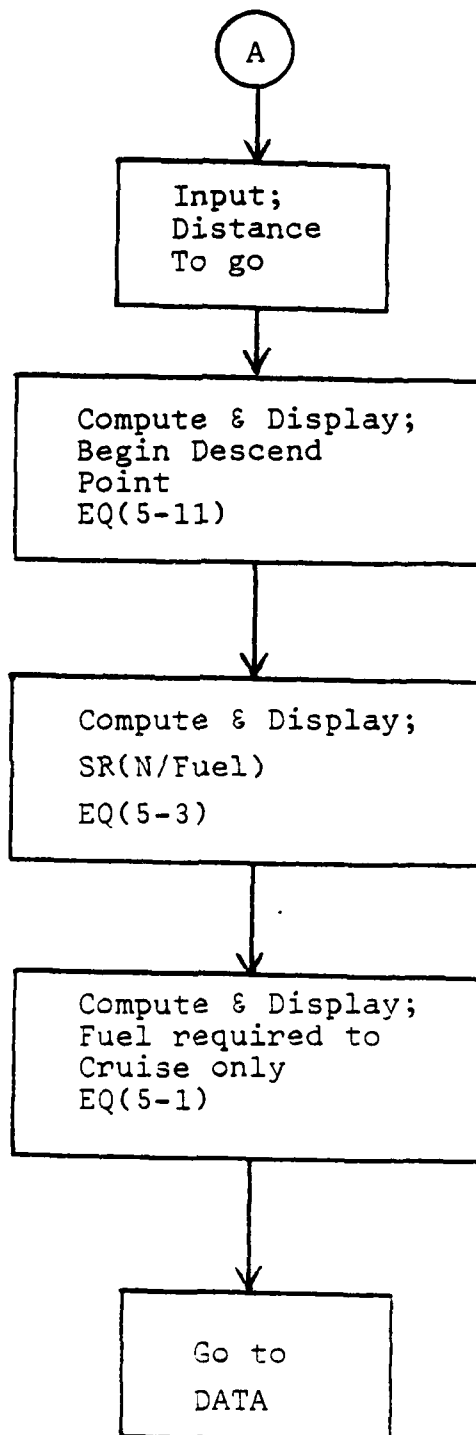 A
Input;
Distance
To go
Compute & Display;
Begin Descend
Point
EQ(5-11)
Compute & Display;
SR(N/Fuel)
EQ(5-3)
Compute & Display;
Fuel required to
Cruise only
EQ(5-1)
Go to
DATA